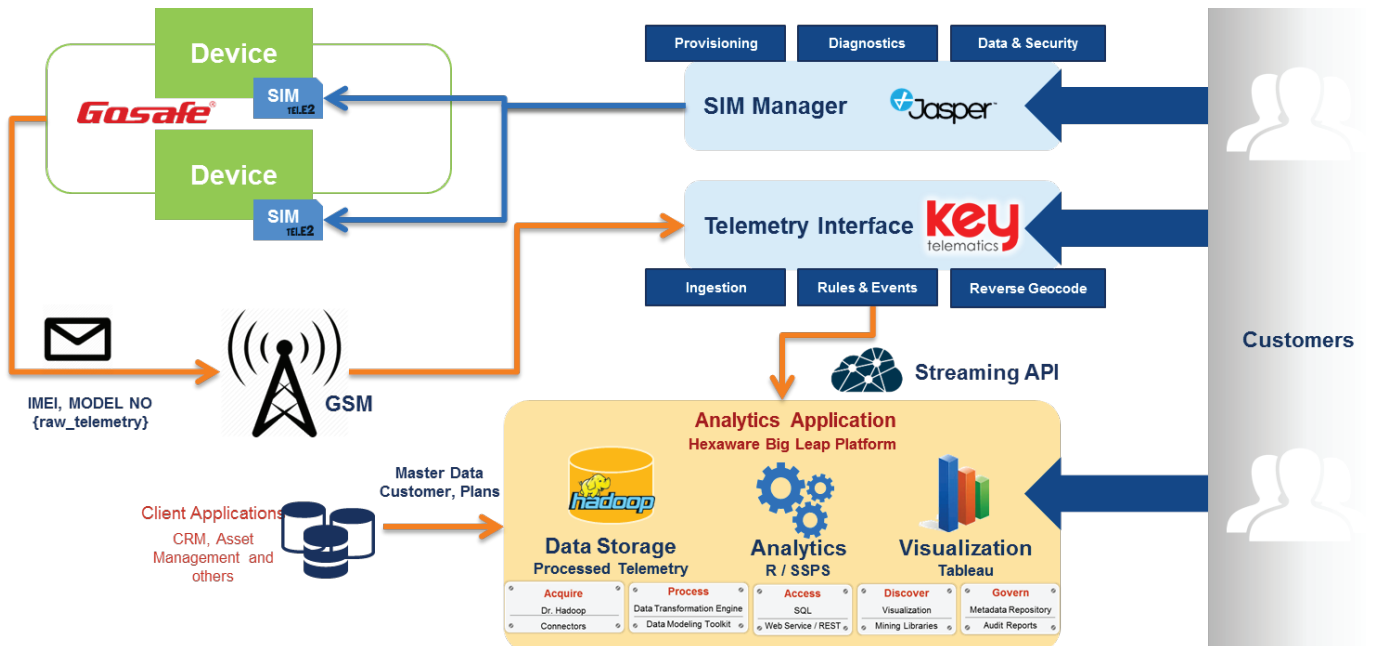 Device
SIM
TELE2
Gosafe®
Device
SIM
TELE2
Provisioning
Diagnostics
Data & Security
SIM Manager
Jasper™
Telemetry Interface
key
telematics
Ingestion
Rules & Events
Reverse Geocode
Customers
IMEI, MODEL NO
{raw_telemetry}
GSM
Streaming API
Analytics Application
Hexaware Big Leap Platform
Master Data
Customer, Plans
Client Applications
CRM, Asset
Management and
others
hadoop
Data Storage
Processed Telemetry
Analytics
R / SSPS
Visualization
Tableau
Acquire
Dr. Hadoop
Connectors
Process
Data Transformation Engine
Data Modeling Toolkit
Access
SQL
Web Service / REST
Discover
Visualization
Mining Libraries
Govern
Metadata Repository
Audit Reports